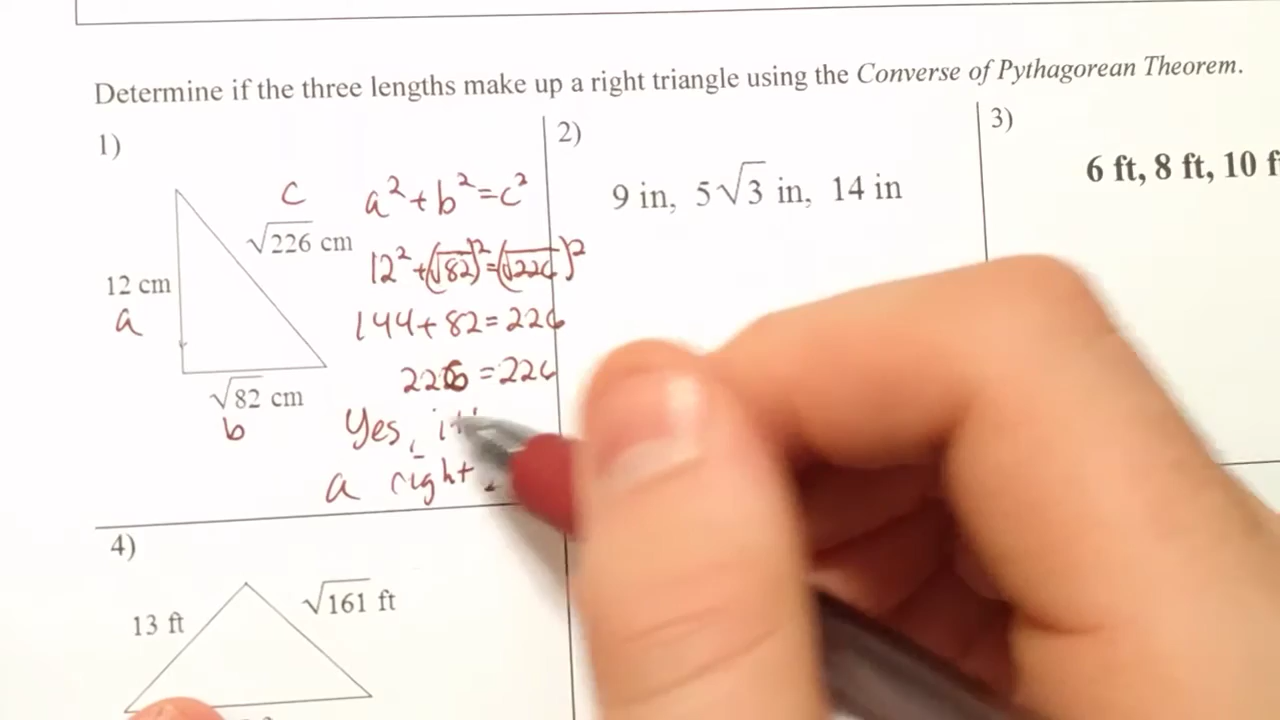 Determine if the three lengths make up a right triangle using the Converse of Pythagorean Theorem.
1)
c
√226 cm
12 cm
a
√82 cm
b
a² + b² = c²
12² + (√82)² = (√226)²
144 + 82 = 226
226 = 226
Yes, it's
a right
2)
9 in, 5√3 in, 14 in
3)
6 ft, 8 ft, 10 f
4)
13 ft
√161 ft